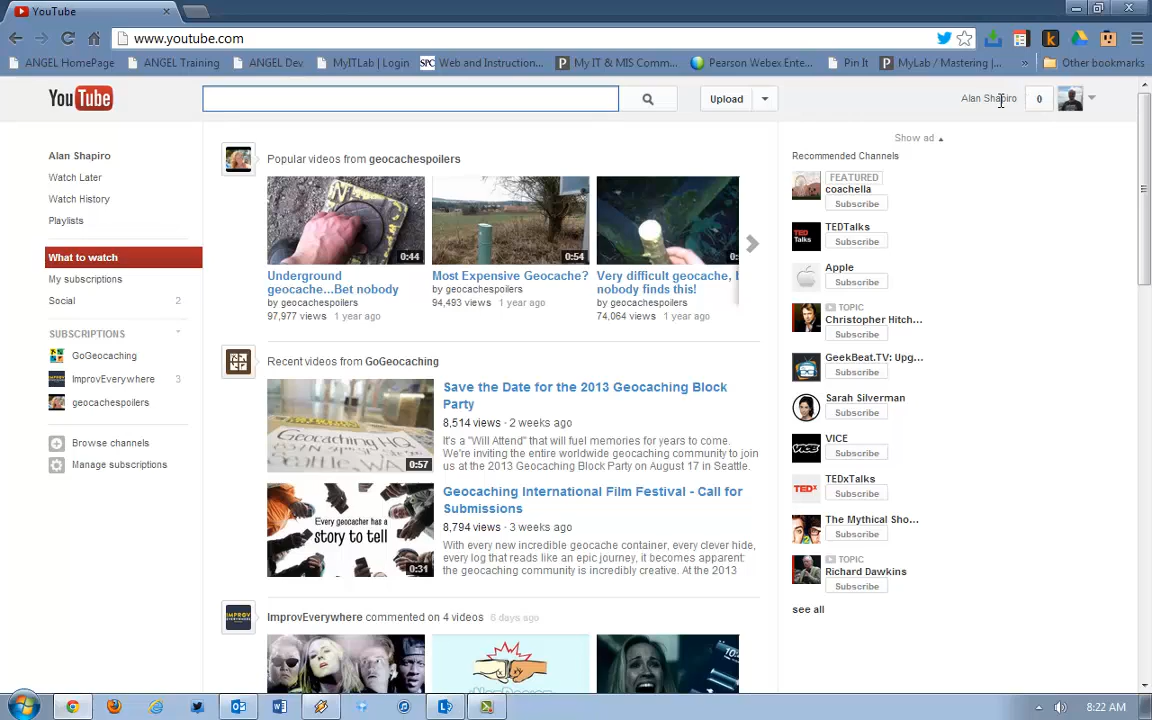 YouTube
www.youtube.com
ANGEL HomePage ANGEL Training ANGEL Dev MyITLab | Login SPC Web and Instruction... My IT & MIS Comm... Pearson Webex Ente... Pin It MyLab / Mastering |... » Other bookmarks
YouTube Upload Alan Shapiro 0
Show ad
Alan Shapiro
Watch Later
Watch History
Playlists
What to watch
My subscriptions
Social 2
SUBSCRIPTIONS
GoGeocaching
ImprovEverywhere 3
geocachespoilers
Browse channels
Manage subscriptions
Popular videos from geocachespoilers
0:44
Underground
geocache...Bet nobody
by geocachespoilers
97,977 views 1 year ago
0:54
Most Expensive Geocache?
by geocachespoilers
94,493 views 1 year ago
Very difficult geocache,
nobody finds this!
by geocachespoilers
74,064 views 1 year ago
Recent videos from GoGeocaching
Geocaching HQ
0:57
Save the Date for the 2013 Geocaching Block
Party
8,514 views · 2 weeks ago
It's a "Will Attend" that will fuel memories for years to come.
We're inviting the entire worldwide geocaching community to join
us at the 2013 Geocaching Block Party on August 17 in Seattle.
Every geocacher has a
story to tell
0:31
Geocaching International Film Festival - Call for
Submissions
8,794 views · 3 weeks ago
With every new incredible geocache container, every clever hide,
every log that reads like an epic journey, it becomes apparent:
the geocaching community is incredibly creative. At the 2013
IMPROV
EVERYWHERE
ImprovEverywhere commented on 4 videos 6 days ago
Recommended Channels
FEATURED
coachella
Subscribe
TED
Talks
TEDTalks
Subscribe
Apple
Subscribe
TOPIC
Christopher Hitch...
Subscribe
GeekBeat.TV: Upg...
Subscribe
Sarah Silverman
Subscribe
VICE
VICE
Subscribe
TEDx
TEDxTalks
Subscribe
The Mythical Sho...
Subscribe
TOPIC
Richard Dawkins
Subscribe
see all
8:22 AM